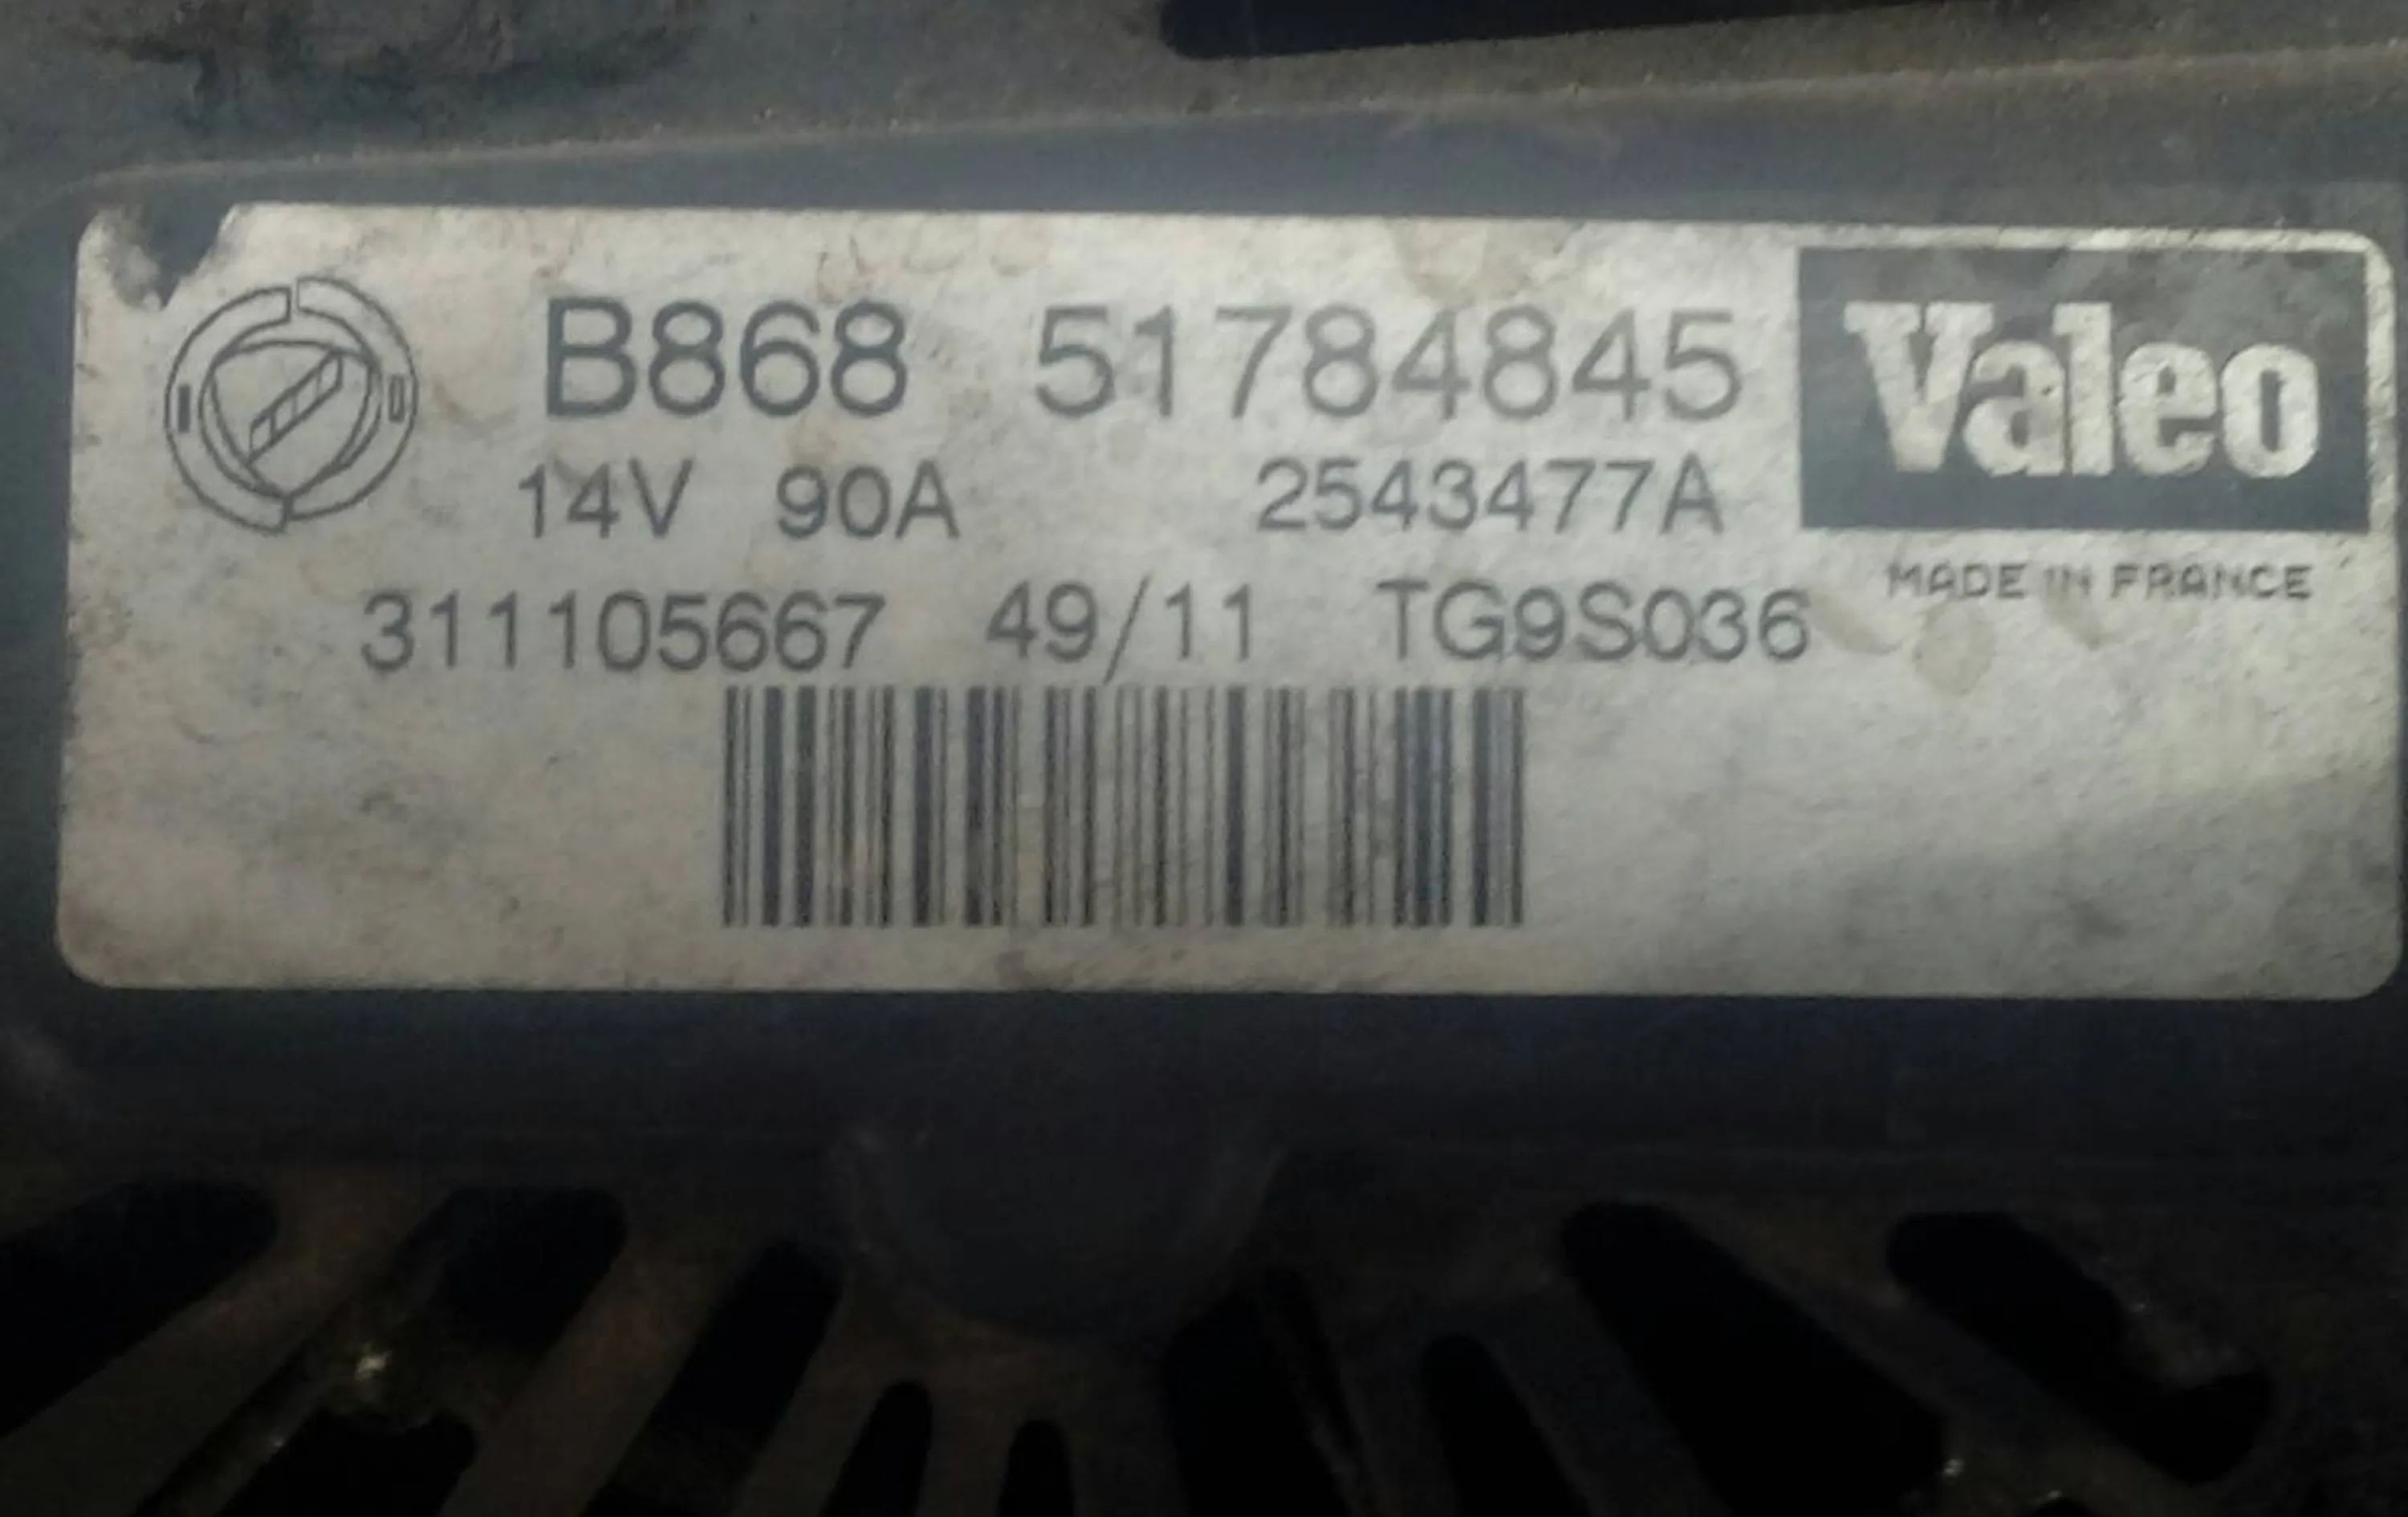 B868 51784845
Valeo
14V 90A 2543477A
MADE IN FRANCE
311105667 49/11 TG9S036